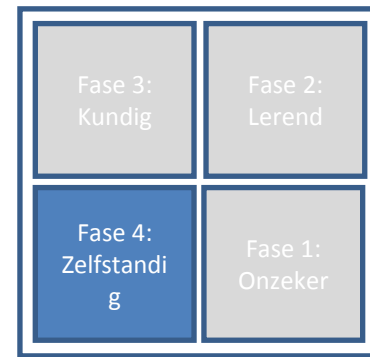 Fase 3:
Kundig
Fase 2:
Lerend
Fase 4:
Zelfstandi
g
Fase 1:
Onzeker